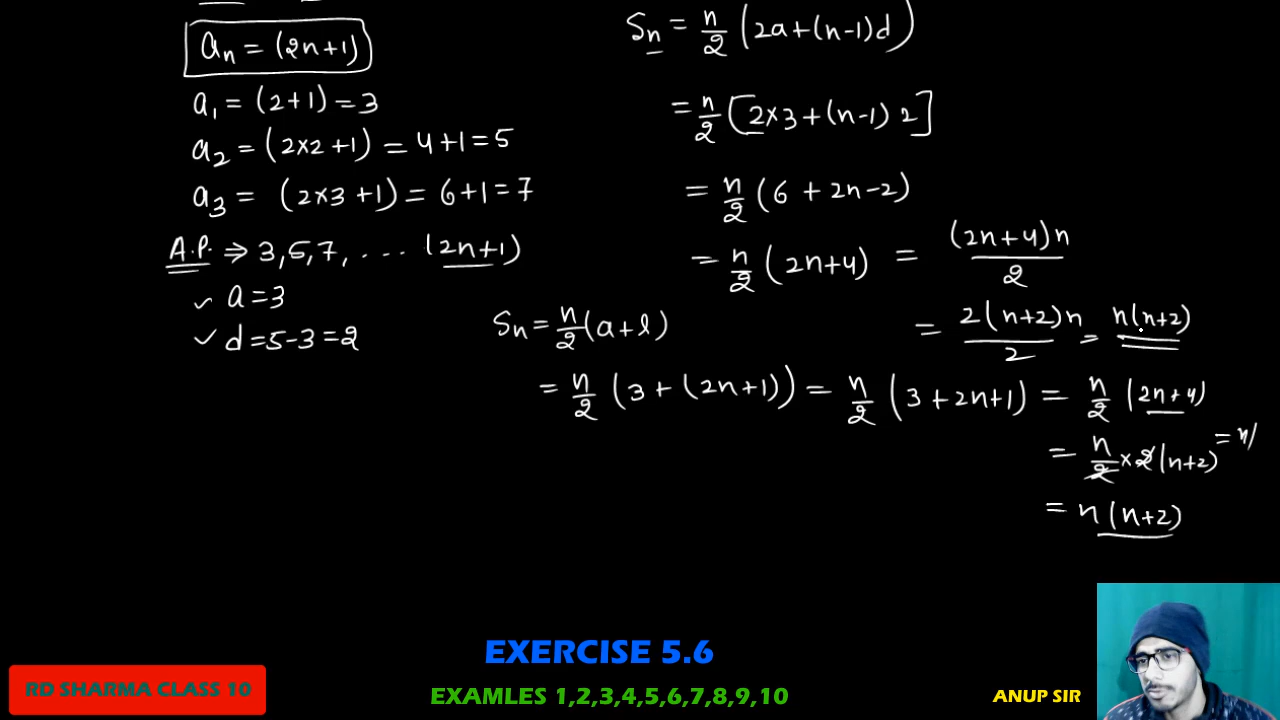 aₙ = (2n+1)
a₁ = (2+1) = 3
a₂ = (2×2+1) = 4+1 = 5
a₃ = (2×3+1) = 6+1 = 7
A.P. ⇒ 3,5,7, .... (2n+1)
✓ a = 3
✓ d = 5-3 = 2
Sₙ = n/2 (2a+(n-1)d)
= n/2 [2×3+(n-1)2]
= n/2 (6+2n-2)
= n/2 (2n+4) = (2n+4)n/2
= 2(n+2)n/2 = n(n+2)
Sₙ = n/2 (a+l)
= n/2 (3+(2n+1)) = n/2 (3+2n+1) = n/2 (2n+4)
= n/2 × 2(n+2) = n/
= n(n+2)
EXERCISE 5.6
RD SHARMA CLASS 10
EXAMLES 1,2,3,4,5,6,7,8,9,10
ANUP SIR